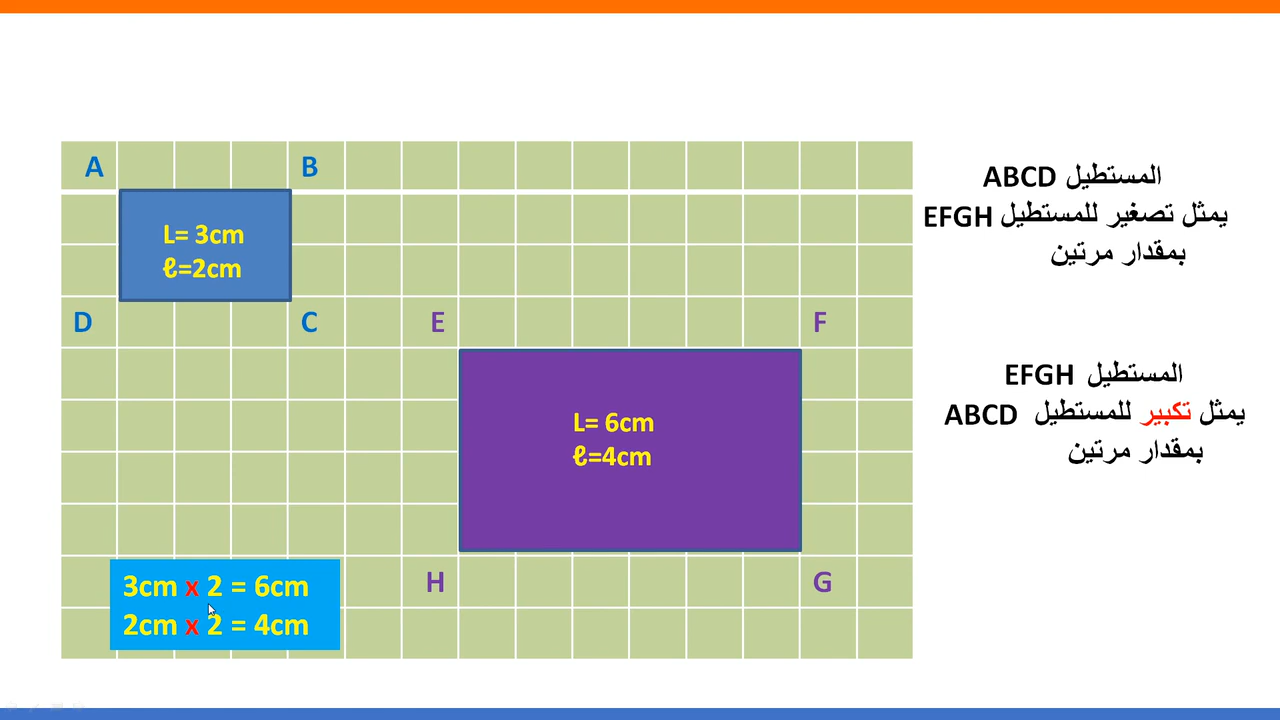 A B
L= 3cm
ℓ=2cm
D C E F
L= 6cm
ℓ=4cm
H G
3cm x 2 = 6cm
2cm x 2 = 4cm
المستطيل ABCD
يمثل تصغير للمستطيل EFGH
بمقدار مرتين
المستطيل EFGH
يمثل تكبير للمستطيل ABCD
بمقدار مرتين